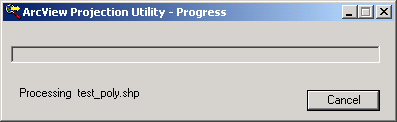 ArcView Projection Utility - Progress
Processing test_poly.shp
Cancel